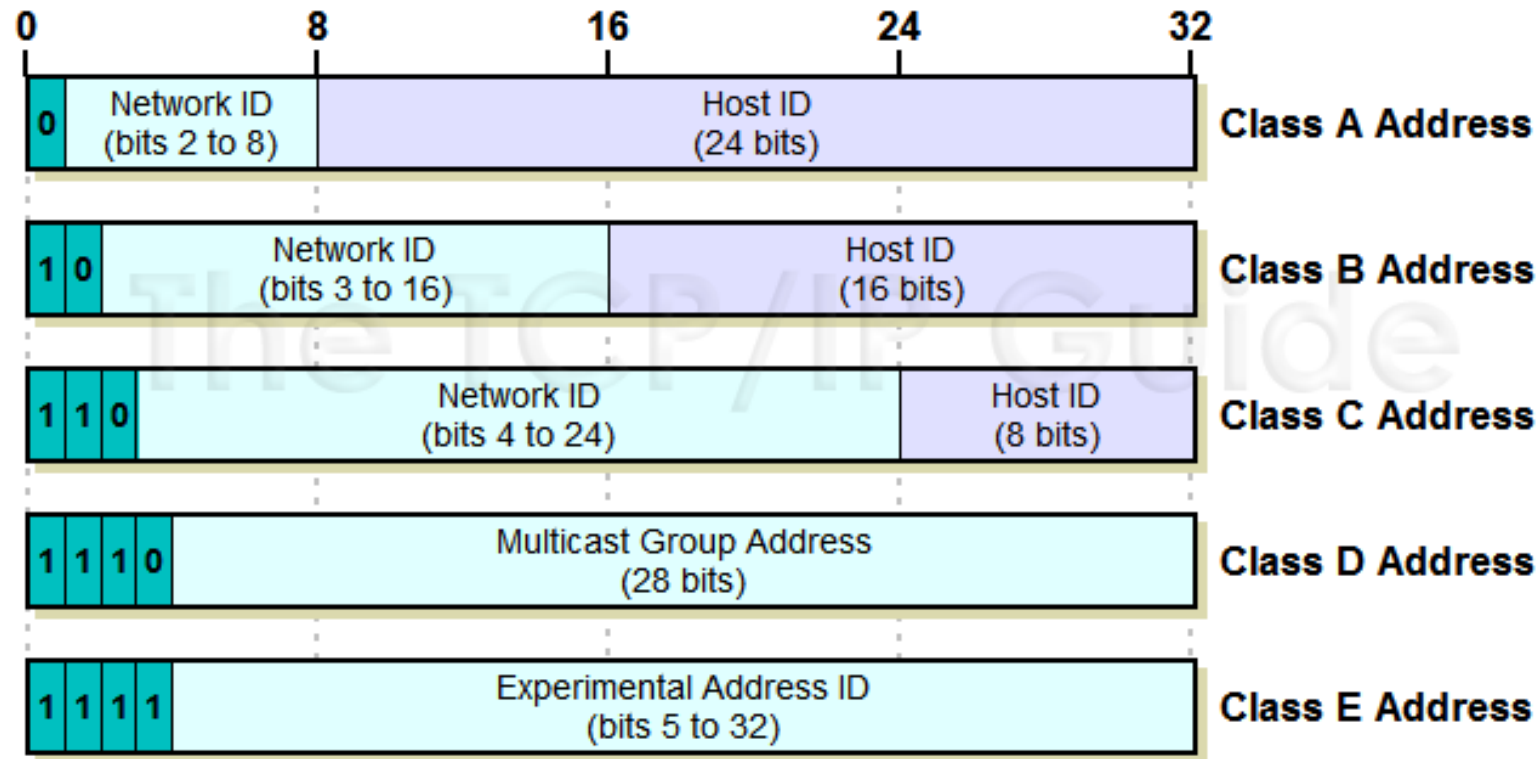 0 8 16 24 32
0 Network ID Host ID Class A Address
(bits 2 to 8) (24 bits)
1 0 Network ID Host ID Class B Address
(bits 3 to 16) (16 bits)
The TCP/IP Guide
1 1 0 Network ID Host ID Class C Address
(bits 4 to 24) (8 bits)
1 1 1 0 Multicast Group Address Class D Address
(28 bits)
1 1 1 1 Experimental Address ID Class E Address
(bits 5 to 32)